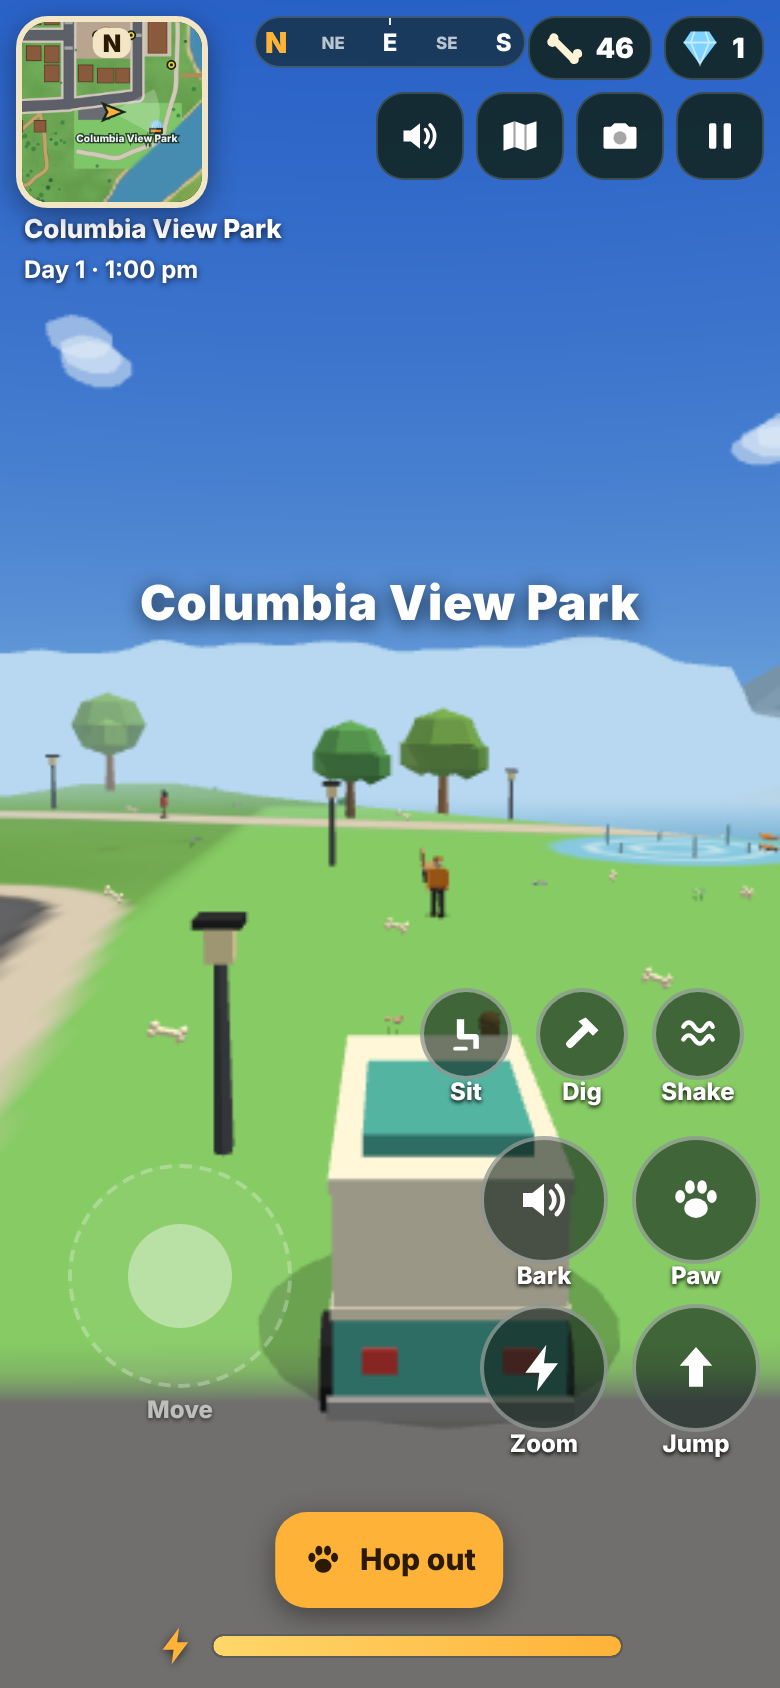 N
Columbia View Park
N NE E SE S
46
1
Columbia View Park
Day 1 · 1:00 pm
Columbia View Park
Sit
Dig
Shake
Bark
Paw
Zoom
Jump
Move
Hop out